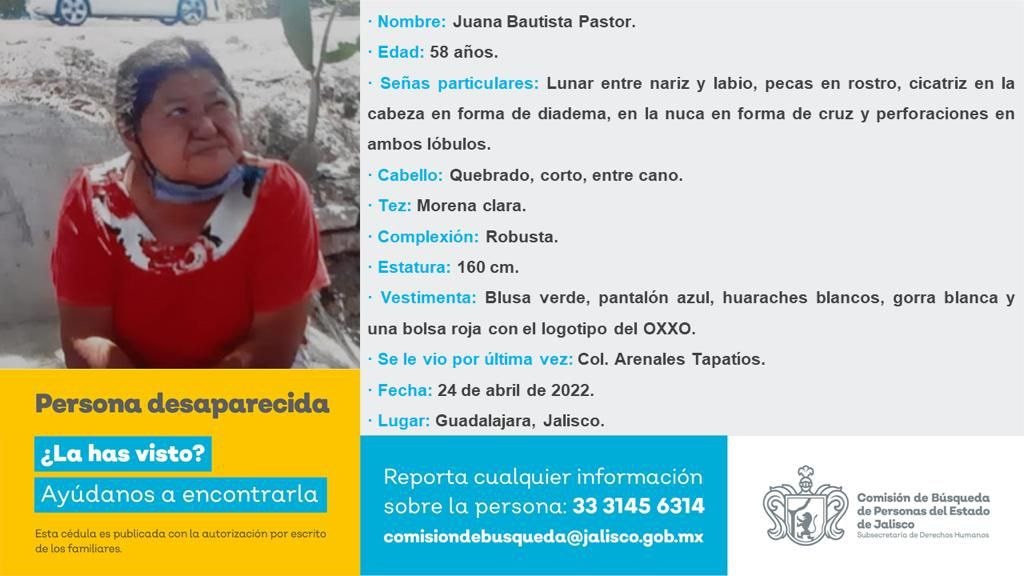 · Nombre: Juana Bautista Pastor.
· Edad: 58 años.
· Señas particulares: Lunar entre nariz y labio, pecas en rostro, cicatriz en la
cabeza en forma de diadema, en la nuca en forma de cruz y perforaciones en
ambos lóbulos.
· Cabello: Quebrado, corto, entre cano.
· Tez: Morena clara.
· Complexión: Robusta.
· Estatura: 160 cm.
· Vestimenta: Blusa verde, pantalón azul, huaraches blancos, gorra blanca y
una bolsa roja con el logotipo del OXXO.
· Se le vio por última vez: Col. Arenales Tapatíos.
· Fecha: 24 de abril de 2022.
· Lugar: Guadalajara, Jalisco.
Persona desaparecida
¿La has visto?
Ayúdanos a encontrarla
Esta cédula es publicada con la autorización por escrito
de los familiares.
Reporta cualquier información
sobre la persona: 33 3145 6314
comisiondebusqueda@jalisco.gob.mx
Comisión de Búsqueda
de Personas del Estado
de Jalisco
Subsecretaría de Derechos Humanos